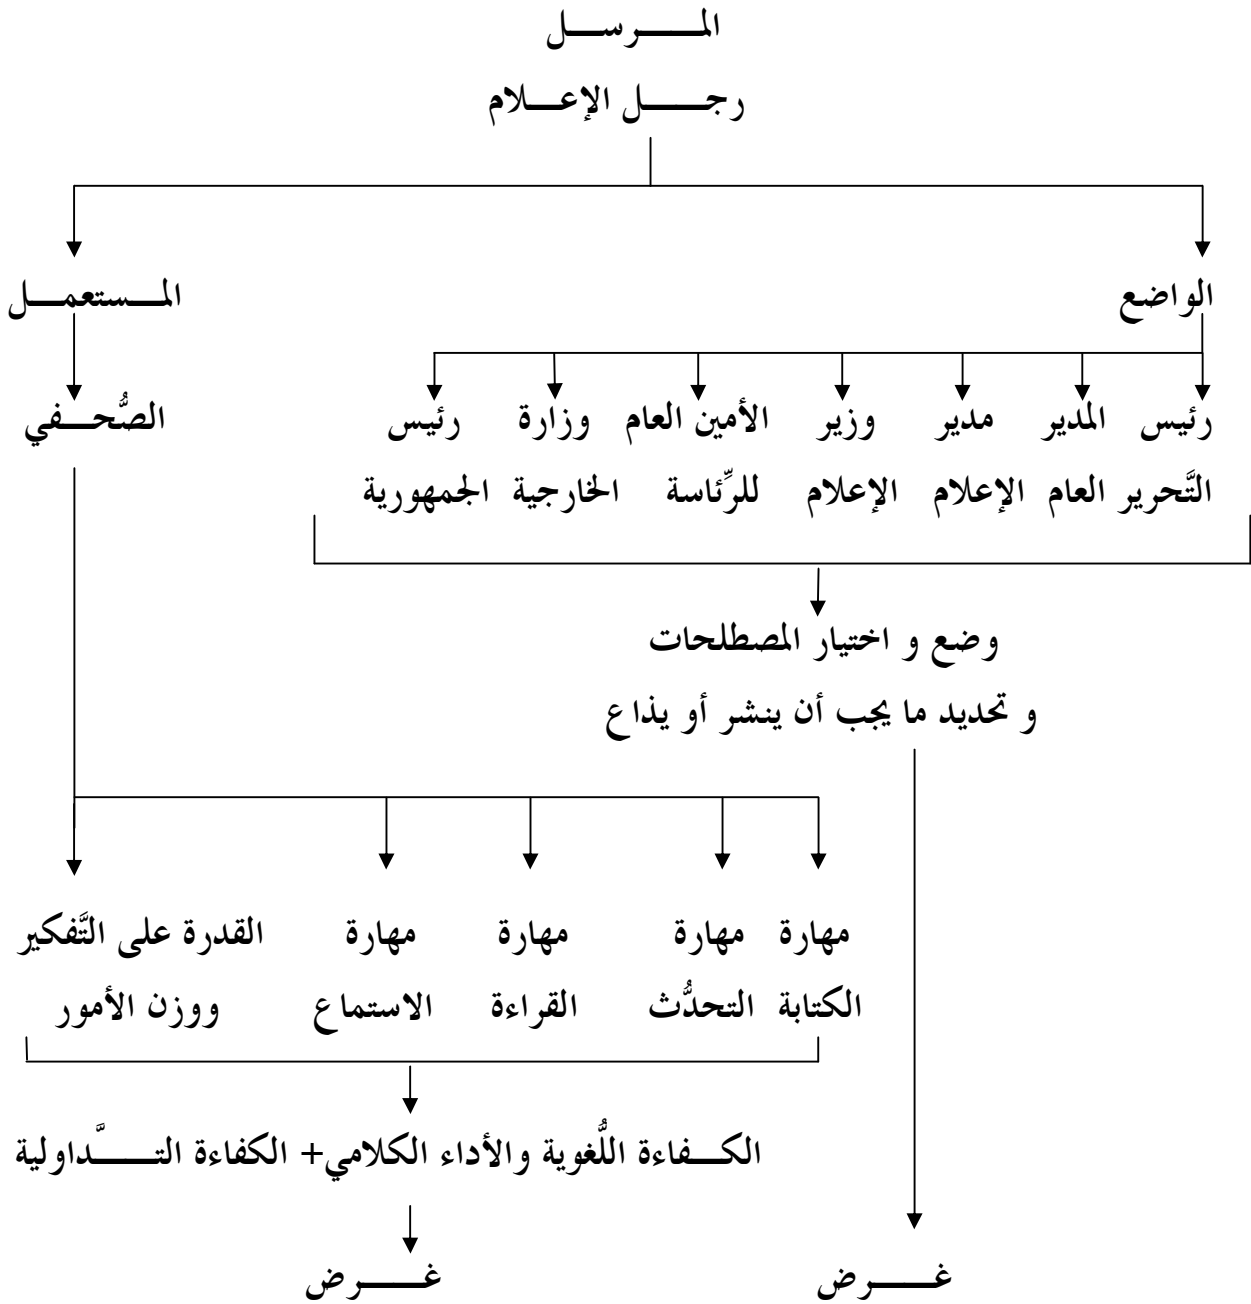 المرسل
رجل الإعلام
الواضع
المستعمل
رئيس المدير مدير وزير الأمين العام وزارة رئيس
التَّحرير العام الإعلام الإعلام للرِّئاسة الخارجية الجمهورية
الصُّحفي
وضع و اختيار المصطلحات
و تحديد ما يجب أن ينشر أو يذاع
مهارة مهارة مهارة مهارة القدرة على التَّفكير
الكتابة التحدُّث القراءة الاستماع ووزن الأمور
الكفاءة اللُّغوية والأداء الكلامي+ الكفاءة التَّداولية
غرض
غرض